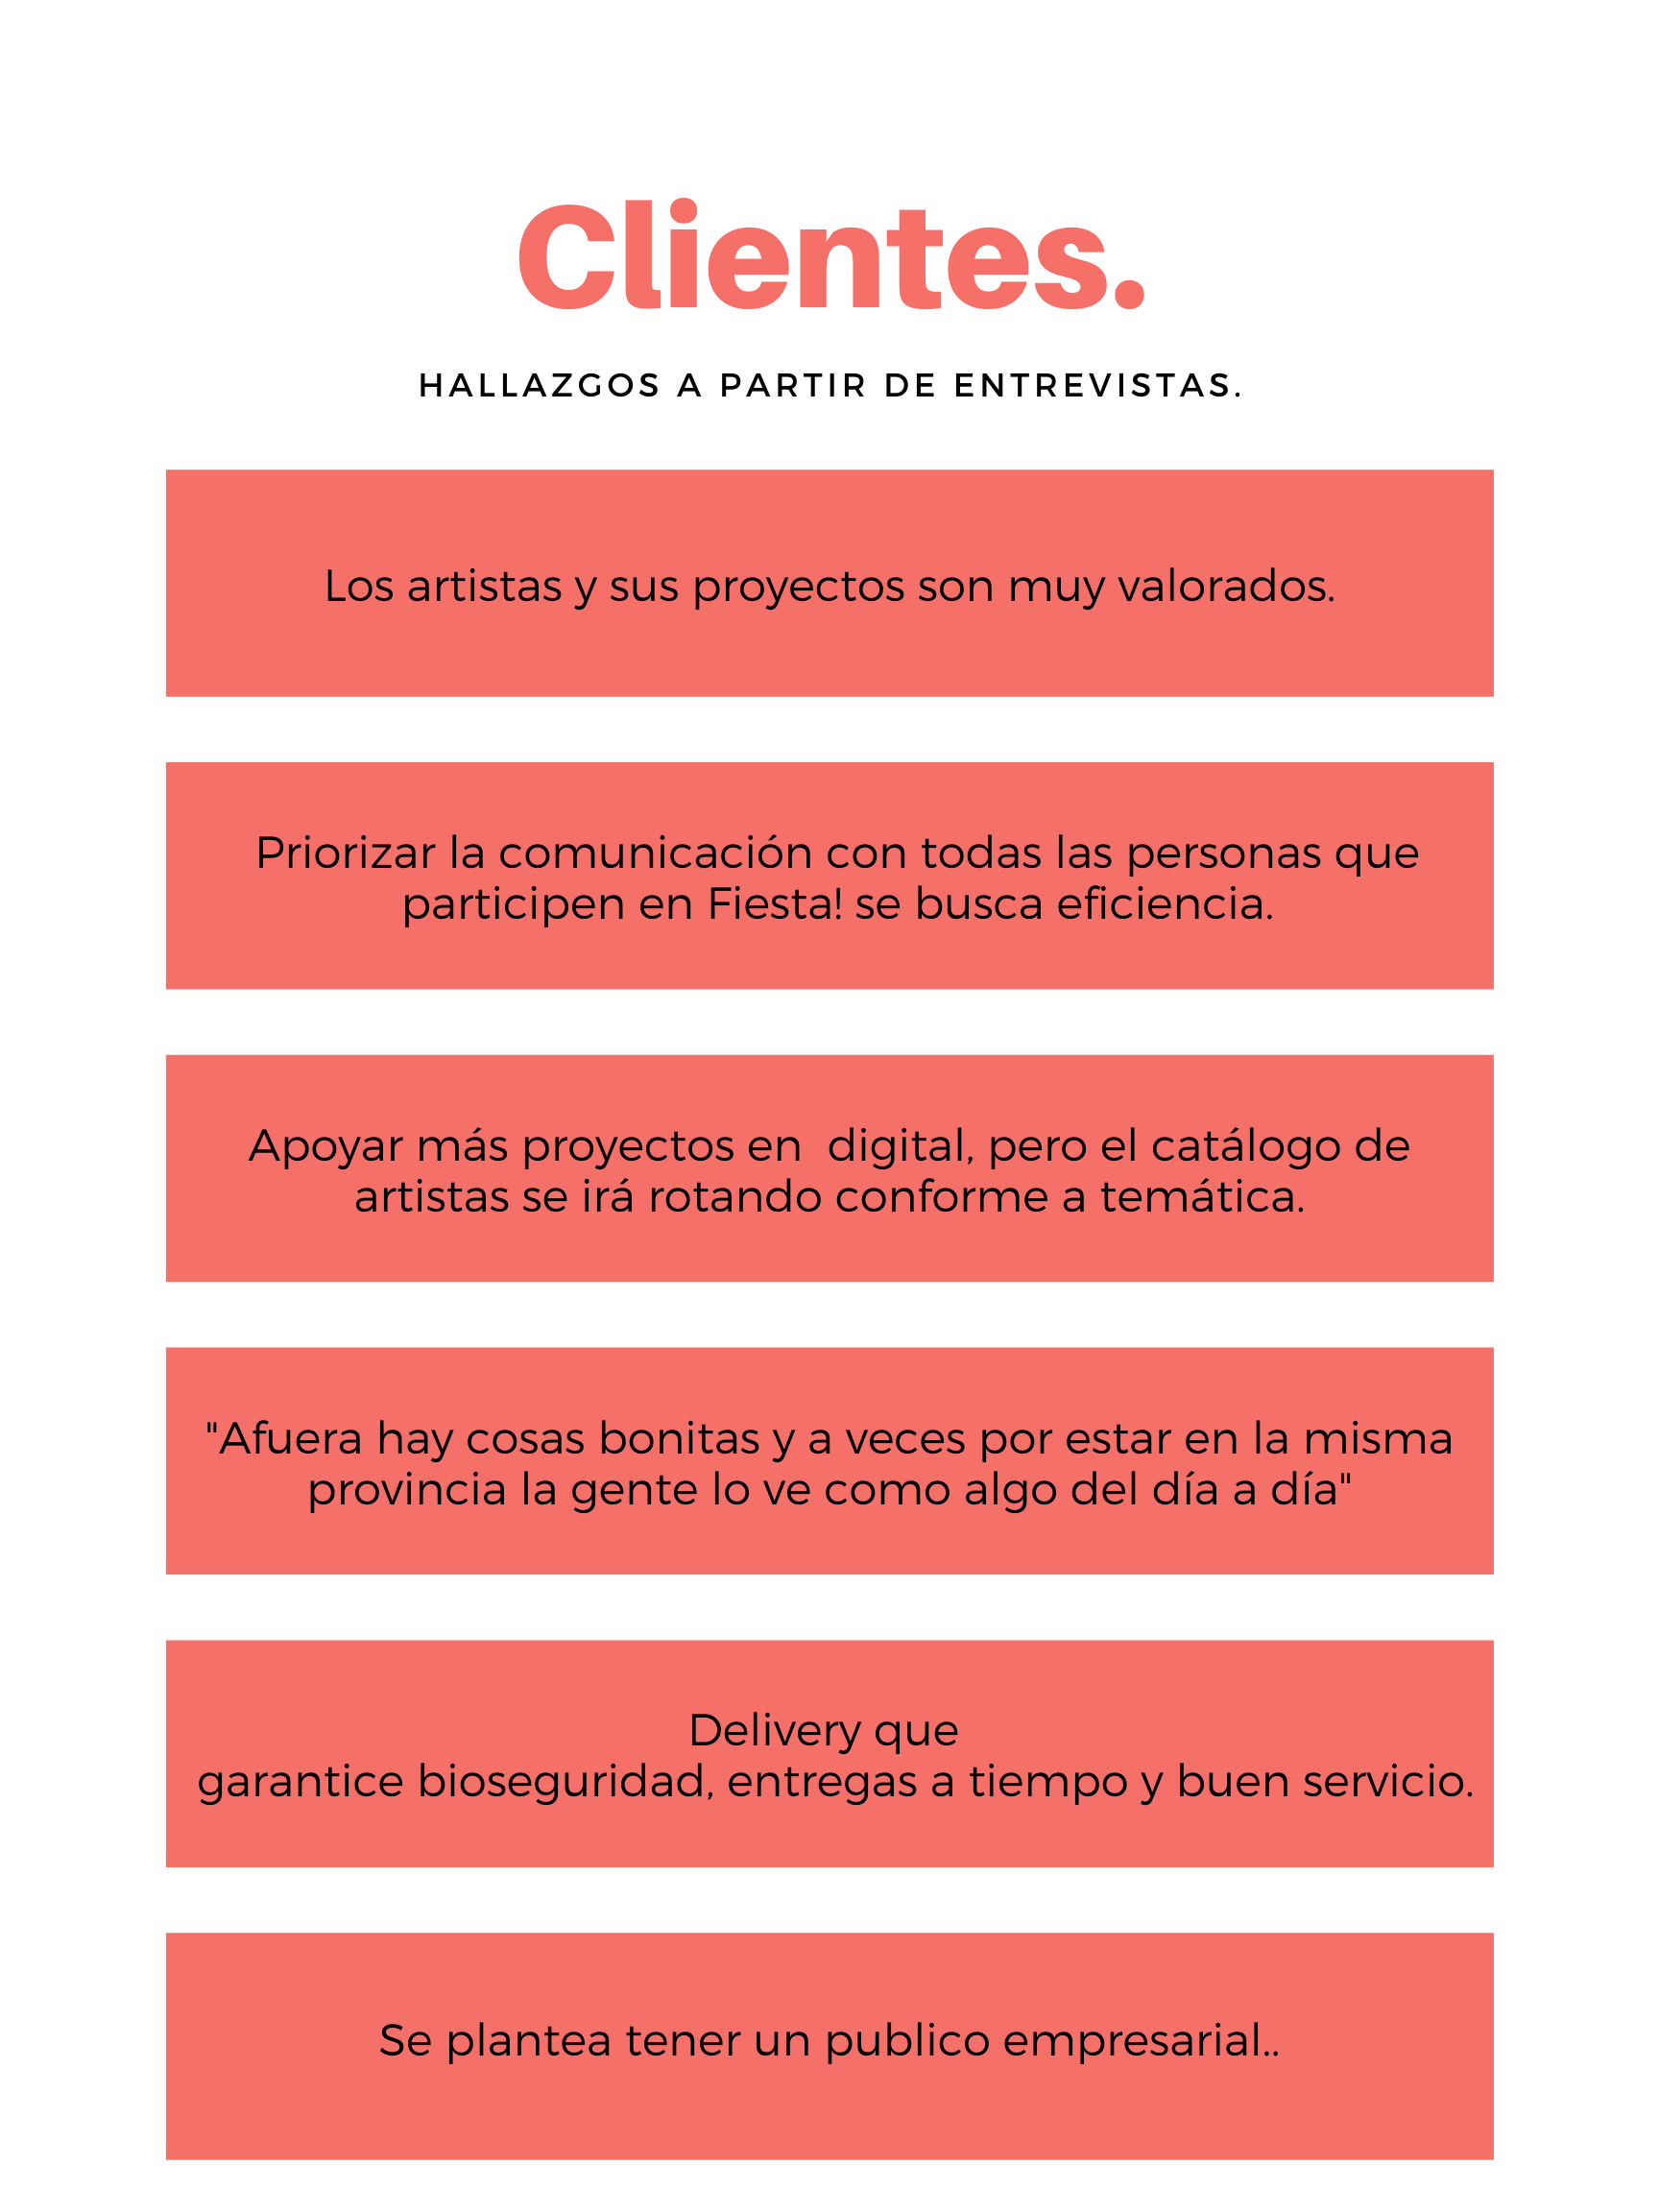 Clientes.
HALLAZGOS A PARTIR DE ENTREVISTAS.
Los artistas y sus proyectos son muy valorados.
Priorizar la comunicación con todas las personas que
participen en Fiesta! se busca eficiencia.
Apoyar más proyectos en  digital, pero el catálogo de
artistas se irá rotando conforme a temática.
"Afuera hay cosas bonitas y a veces por estar en la misma
provincia la gente lo ve como algo del día a día"
Delivery que
garantice bioseguridad, entregas a tiempo y buen servicio.
Se plantea tener un publico empresarial..